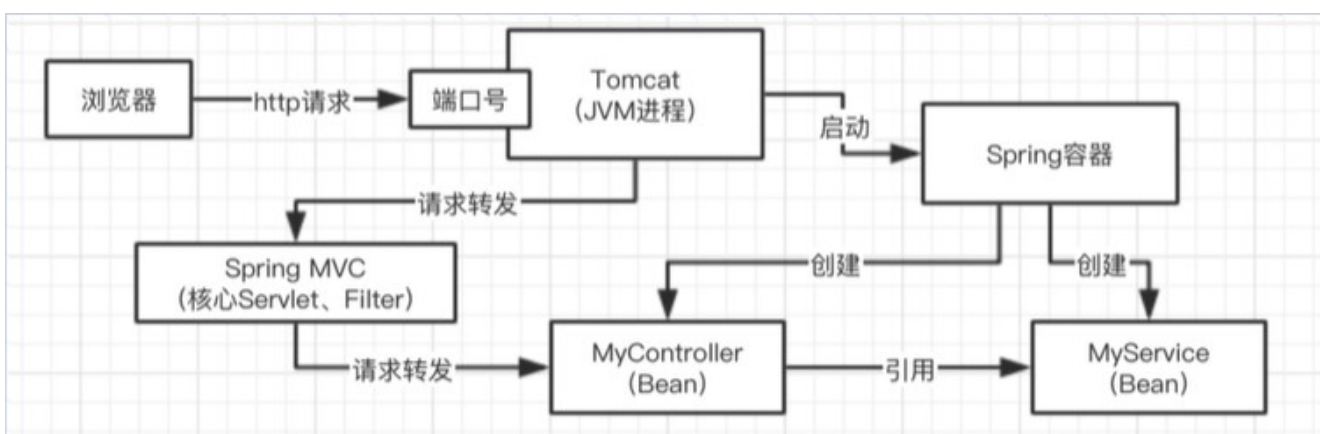 浏览器
http请求
端口号
Tomcat
(JVM进程)
启动
Spring容器
请求转发
Spring MVC
(核心Servlet、Filter)
创建
创建
请求转发
MyController
(Bean)
引用
MyService
(Bean)